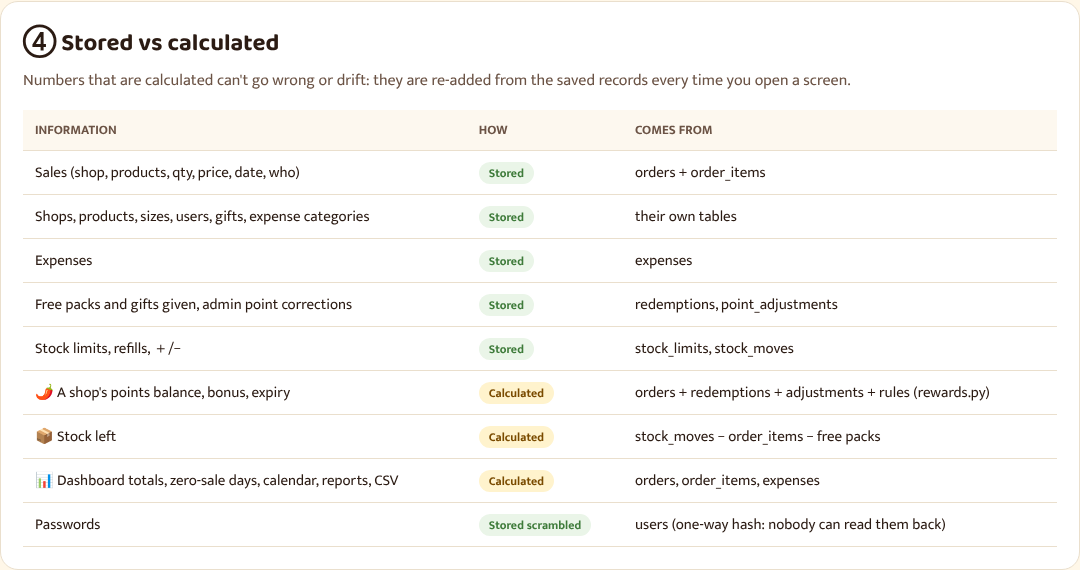 ④ Stored vs calculated
Numbers that are calculated can't go wrong or drift: they are re-added from the saved records every time you open a screen.
INFORMATION HOW COMES FROM
Sales (shop, products, qty, price, date, who) Stored orders + order_items
Shops, products, sizes, users, gifts, expense categories Stored their own tables
Expenses Stored expenses
Free packs and gifts given, admin point corrections Stored redemptions, point_adjustments
Stock limits, refills, +/− Stored stock_limits, stock_moves
🌶️ A shop's points balance, bonus, expiry Calculated orders + redemptions + adjustments + rules (rewards.py)
📦 Stock left Calculated stock_moves − order_items − free packs
📊 Dashboard totals, zero-sale days, calendar, reports, CSV Calculated orders, order_items, expenses
Passwords Stored scrambled users (one-way hash: nobody can read them back)